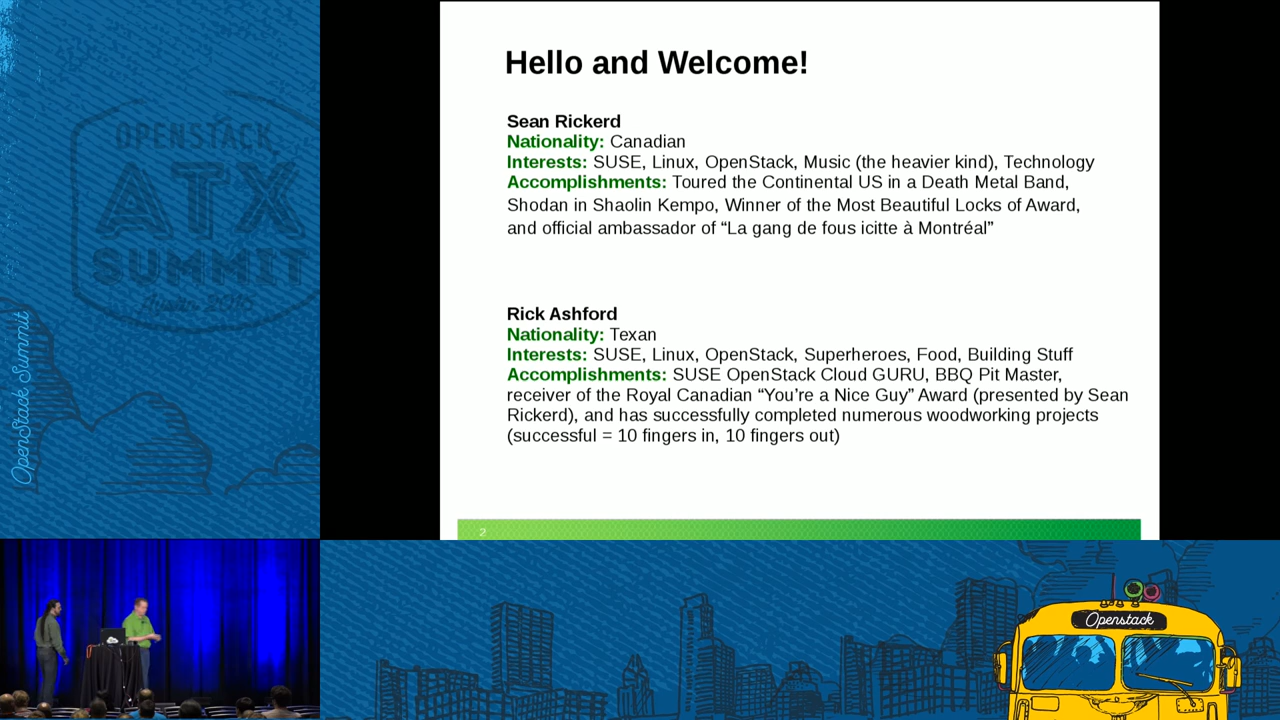 OPENSTACK
ATX
SUMMIT
Austin 2016
OpenStack Summit
Hello and Welcome!
Sean Rickerd
Nationality: Canadian
Interests: SUSE, Linux, OpenStack, Music (the heavier kind), Technology
Accomplishments: Toured the Continental US in a Death Metal Band,
Shodan in Shaolin Kempo, Winner of the Most Beautiful Locks of Award,
and official ambassador of “La gang de fous icitte à Montréal”
Rick Ashford
Nationality: Texan
Interests: SUSE, Linux, OpenStack, Superheroes, Food, Building Stuff
Accomplishments: SUSE OpenStack Cloud GURU, BBQ Pit Master,
receiver of the Royal Canadian “You’re a Nice Guy” Award (presented by Sean
Rickerd), and has successfully completed numerous woodworking projects
(successful = 10 fingers in, 10 fingers out)
2
Openstack